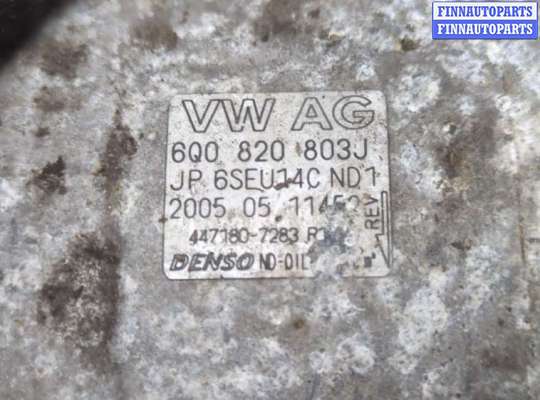 FINNAUTOPARTS
FINNAUTOPARTS
VW AG
6Q0 820 803J
JP 6SEU14C ND1
2005 05
REV
447180-7283
DENSO ND-OIL